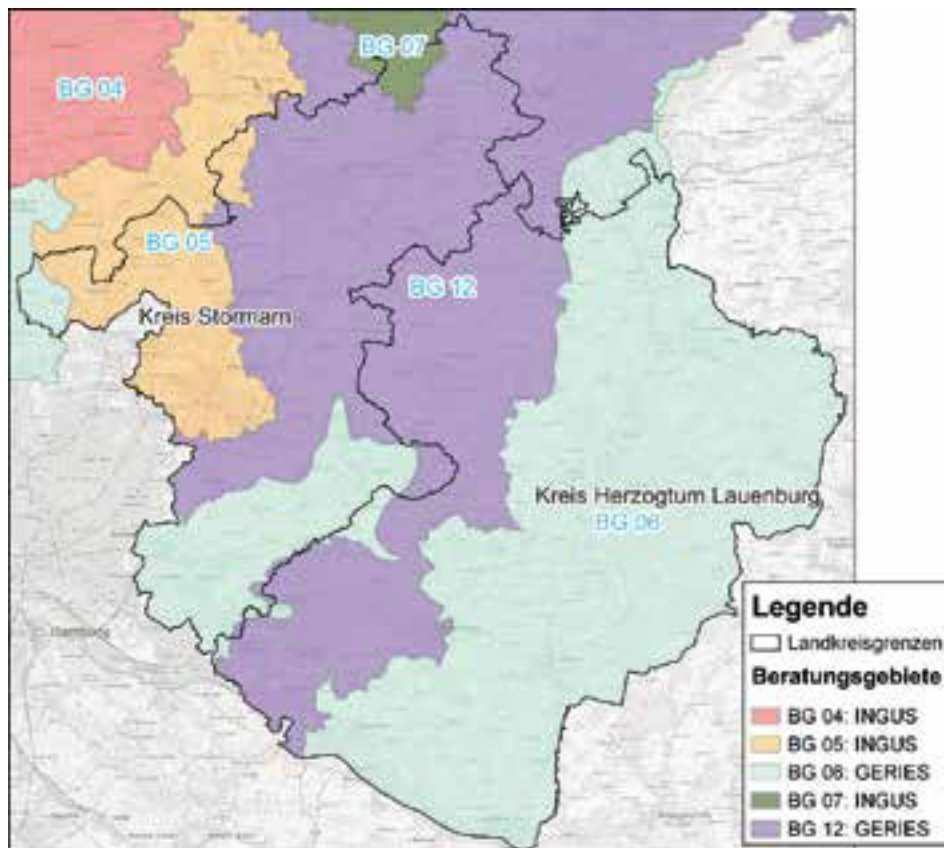 BG 07
BG 04
BG 05
BG 12
Kreis Stormarn
Kreis Herzogtum Lauenburg
BG 06
Hamburg
Legende
Landkreisgrenzen
Beratungsgebiete
BG 04: INGUS
BG 05: INGUS
BG 06: GERIES
BG 07: INGUS
BG 12: GERIES